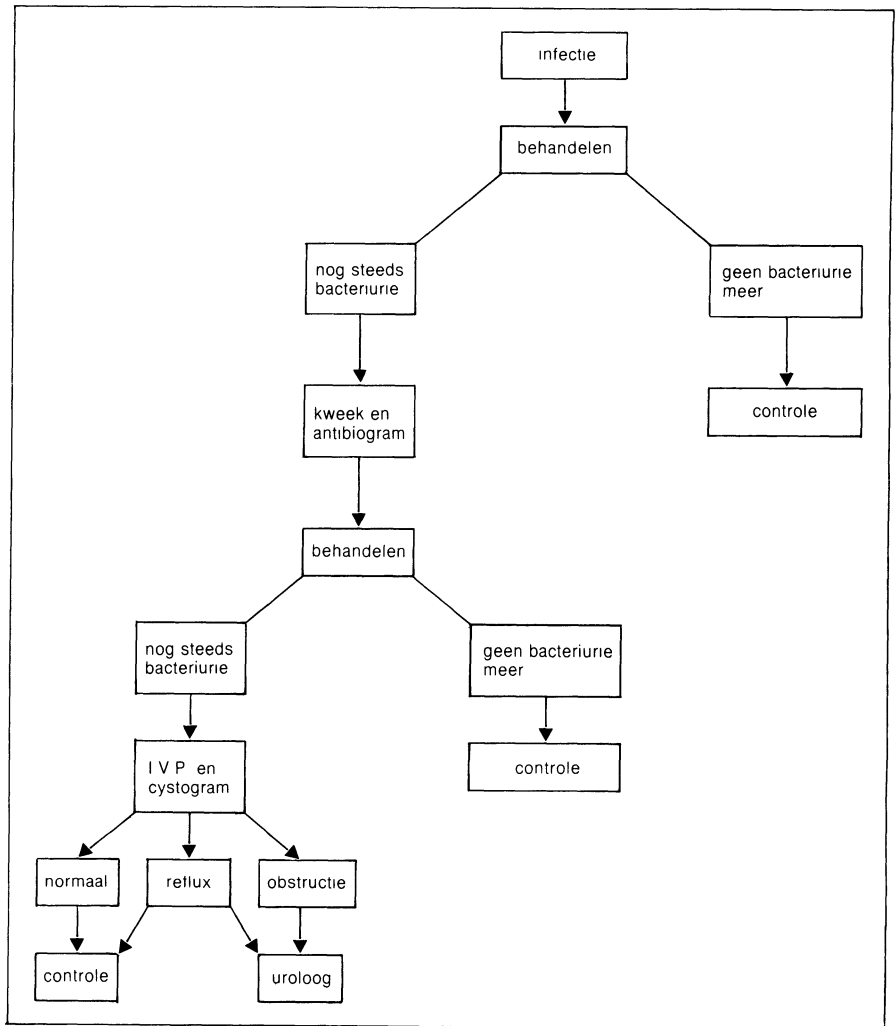 infectie
behandelen
nog steeds
bacteriurie
geen bacteriurie
meer
kweek en
antibiogram
controle
behandelen
nog steeds
bacteriurie
geen bacteriurie
meer
I V P en
cystogram
controle
normaal
reflux
obstructie
controle
uroloog